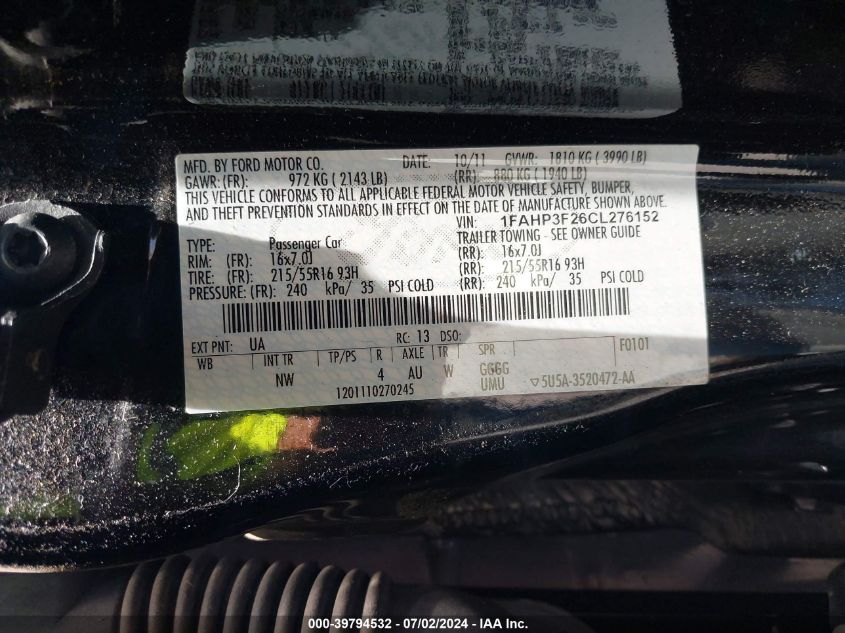 MFD. BY FORD MOTOR CO. DATE: 10/11 GVWR: 1810 KG ( 3990 LB)
GAWR: (FR): 972 KG ( 2143 LB) (RR): 880 KG ( 1940 LB)
THIS VEHICLE CONFORMS TO ALL APPLICABLE FEDERAL MOTOR VEHICLE SAFETY, BUMPER,
AND THEFT PREVENTION STANDARDS IN EFFECT ON THE DATE OF MANUFACTURE SHOWN ABOVE.
VIN: 1FAHP3F26CL276152
TYPE: Passenger Car TRAILER TOWING - SEE OWNER GUIDE
RIM: (FR): 16x7.0J (RR): 16x7.0J
TIRE: (FR): 215/55R16 93H (RR): 215/55R16 93H
PRESSURE: (FR): 240 kPa/ 35 PSI COLD (RR): 240 kPa/ 35 PSI COLD
EXT PNT: UA RC: 13 DSO: F0101
WB INT TR TP/PS R AXLE TR SPR
NW 4 AU W GGGG
UMU
1201110270245
▽5U5A-3520472-AA
000-39794532 - 07/02/2024 - IAA Inc.